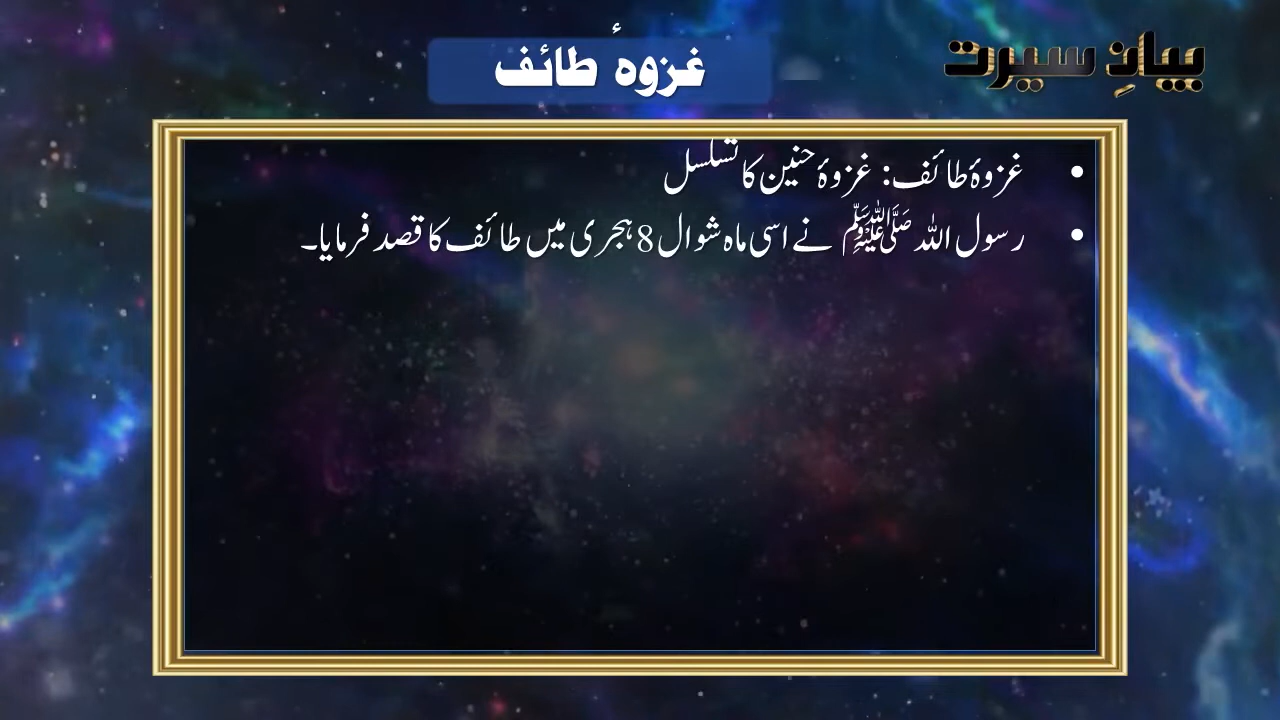 بیانِ سیرت
غزوۂ طائف
• غزوۂ طائف: غزوۂ حنین کا تسلسل
• رسول اللہ ﷺ نے اسی ماہ شوال 8 ہجری میں طائف کا قصد فرمایا۔